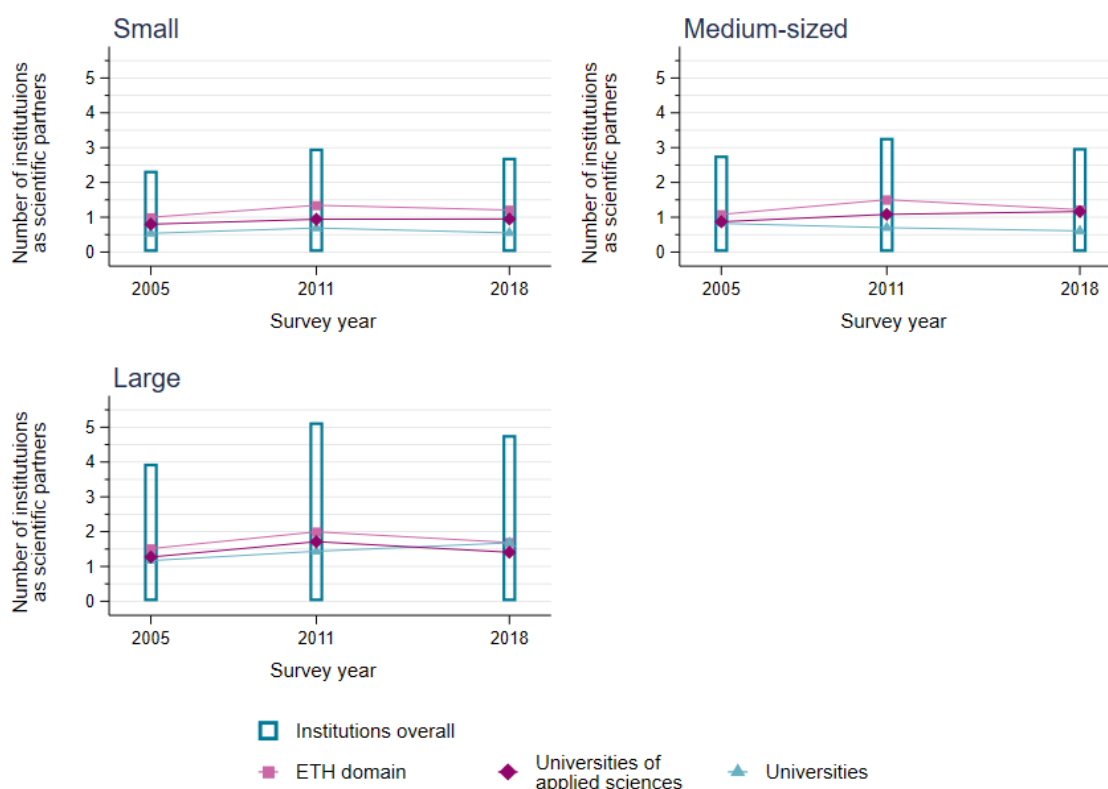 Small
Number of institutuions
as scientific partners
5
4
3
2
1
0
2005 2011 2018
Survey year
Medium-sized
Number of institutuions
as scientific partners
5
4
3
2
1
0
2005 2011 2018
Survey year
Large
Number of institutuions
as scientific partners
5
4
3
2
1
0
2005 2011 2018
Survey year
Institutions overall
ETH domain
Universities of
applied sciences
Universities